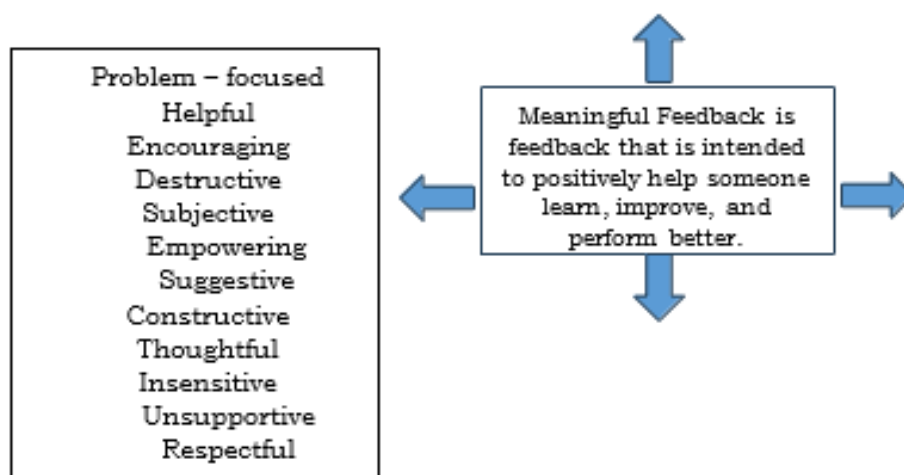 Problem – focused
Helpful
Encouraging
Destructive
Subjective
Empowering
Suggestive
Constructive
Thoughtful
Insensitive
Unsupportive
Respectful
Meaningful Feedback is
feedback that is intended
to positively help someone
learn, improve, and
perform better.